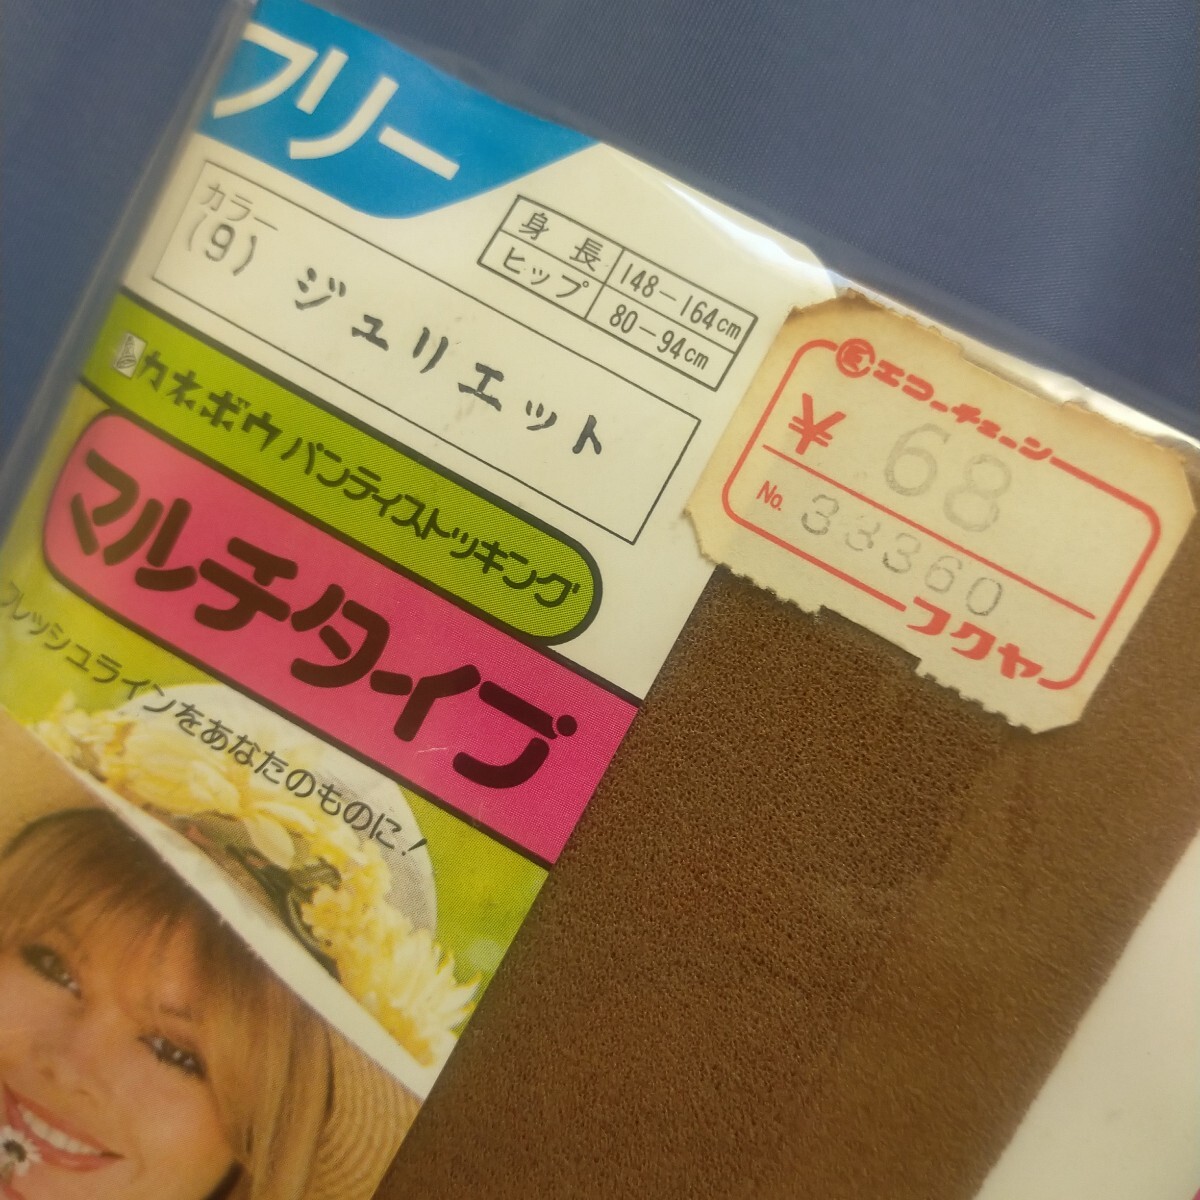 フリー
カラー
(9) ジュリエット
身長 148-164cm
ヒップ 80-94cm
カネボウ パンティストッキング
マルチタイプ
フレッシュラインをあなたのものに!
エコーチェーン
¥ 68
No. 33360
フクヤ